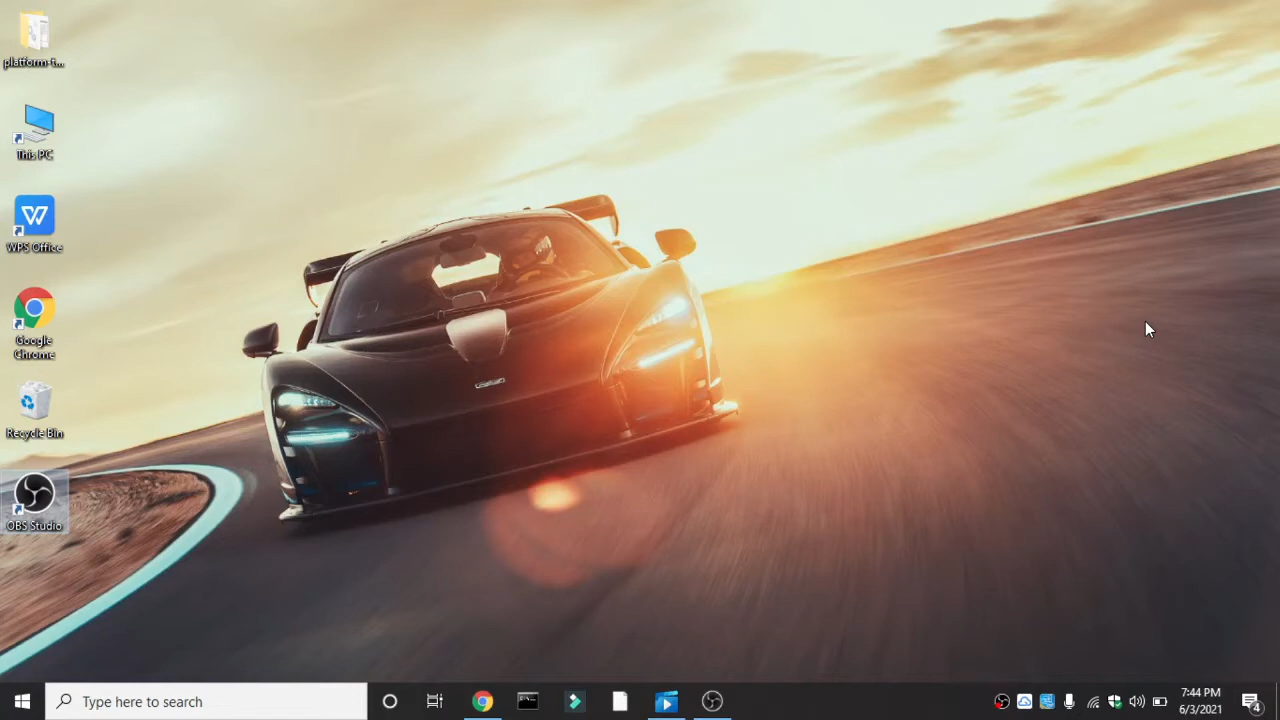 platform-t...
This PC
WPS Office
Google
Chrome
Recycle Bin
OBS Studio
Type here to search
7:44 PM
6/3/2021
4